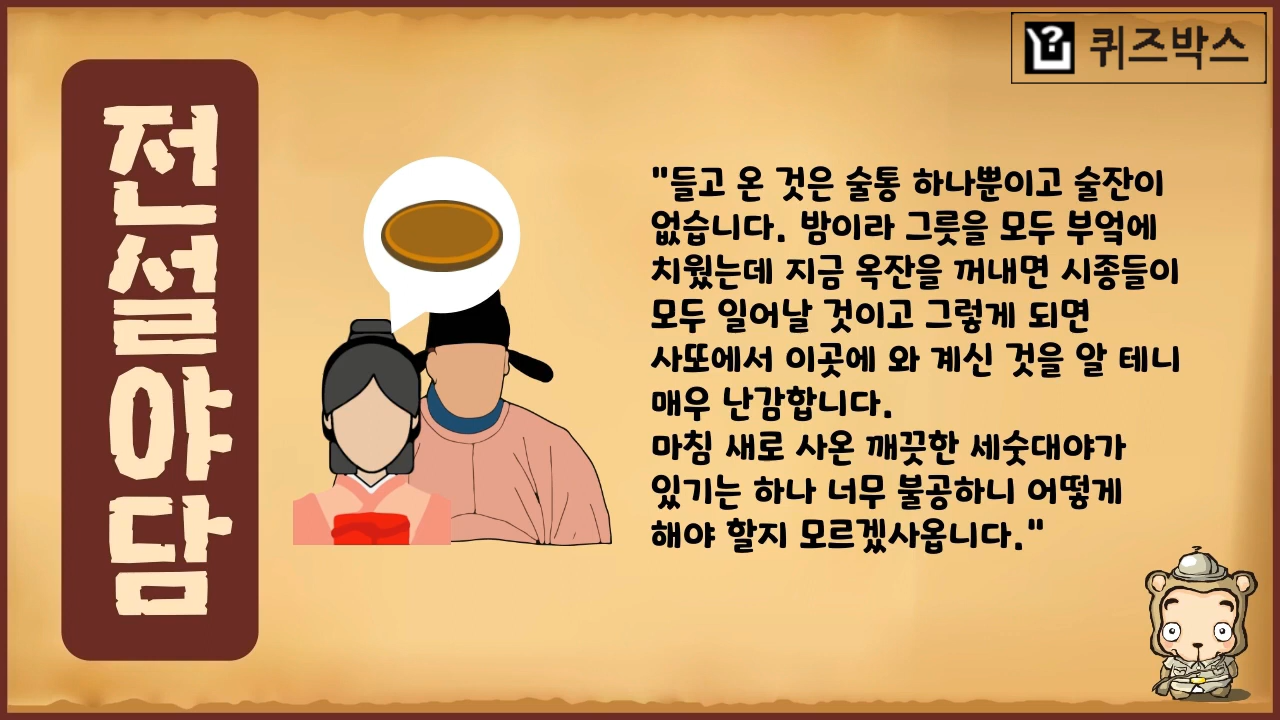 퀴즈박스
전설야담
"들고 온 것은 술통 하나뿐이고 술잔이
없습니다. 밤이라 그릇을 모두 부엌에
치웠는데 지금 옥잔을 꺼내면 시종들이
모두 일어날 것이고 그렇게 되면
사또에서 이곳에 와 계신 것을 알 테니
매우 난감합니다.
마침 새로 사온 깨끗한 세숫대야가
있기는 하나 너무 불공하니 어떻게
해야 할지 모르겠사옵니다."